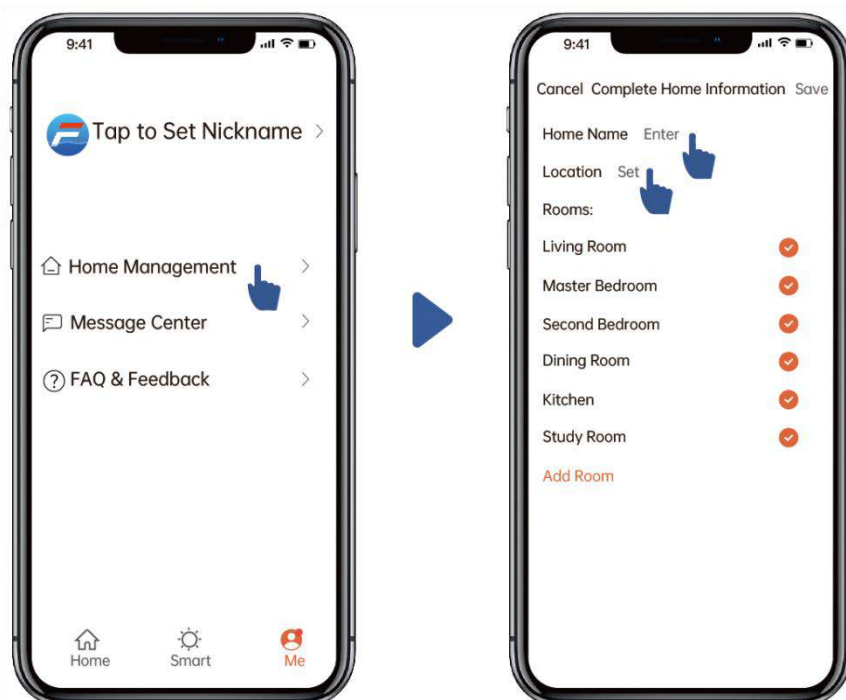 9:41
Tap to Set Nickname
Home Management
Message Center
FAQ & Feedback
Home Smart Me
9:41
Cancel Complete Home Information Save
Home Name Enter
Location Set
Rooms:
Living Room
Master Bedroom
Second Bedroom
Dining Room
Kitchen
Study Room
Add Room